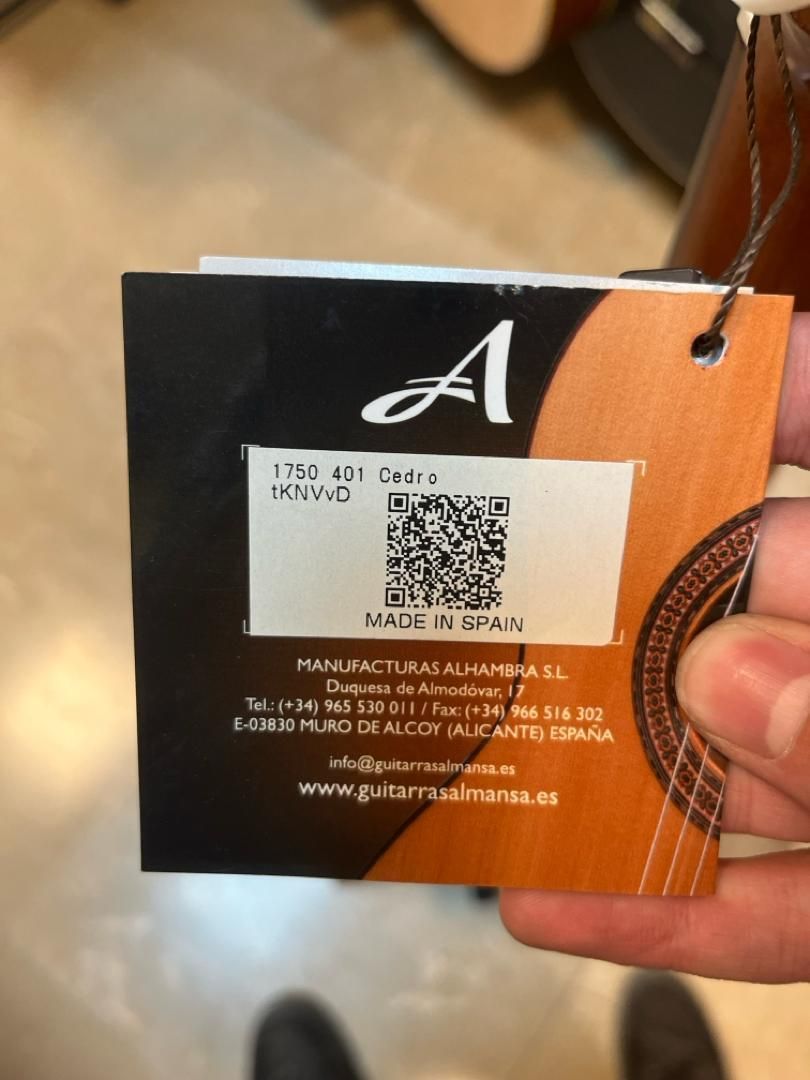 A
1750 401 Cedro
tKNVvD
MADE IN SPAIN
MANUFACTURAS ALHAMBRA S.L.
Duquesa de Almodóvar, 17
Tel.: (+34) 965 530 011 / Fax: (+34) 966 516 302
E-03830 MURO DE ALCOY (ALICANTE) ESPAÑA
info@guitarrasalmansa.es
www.guitarrasalmansa.es